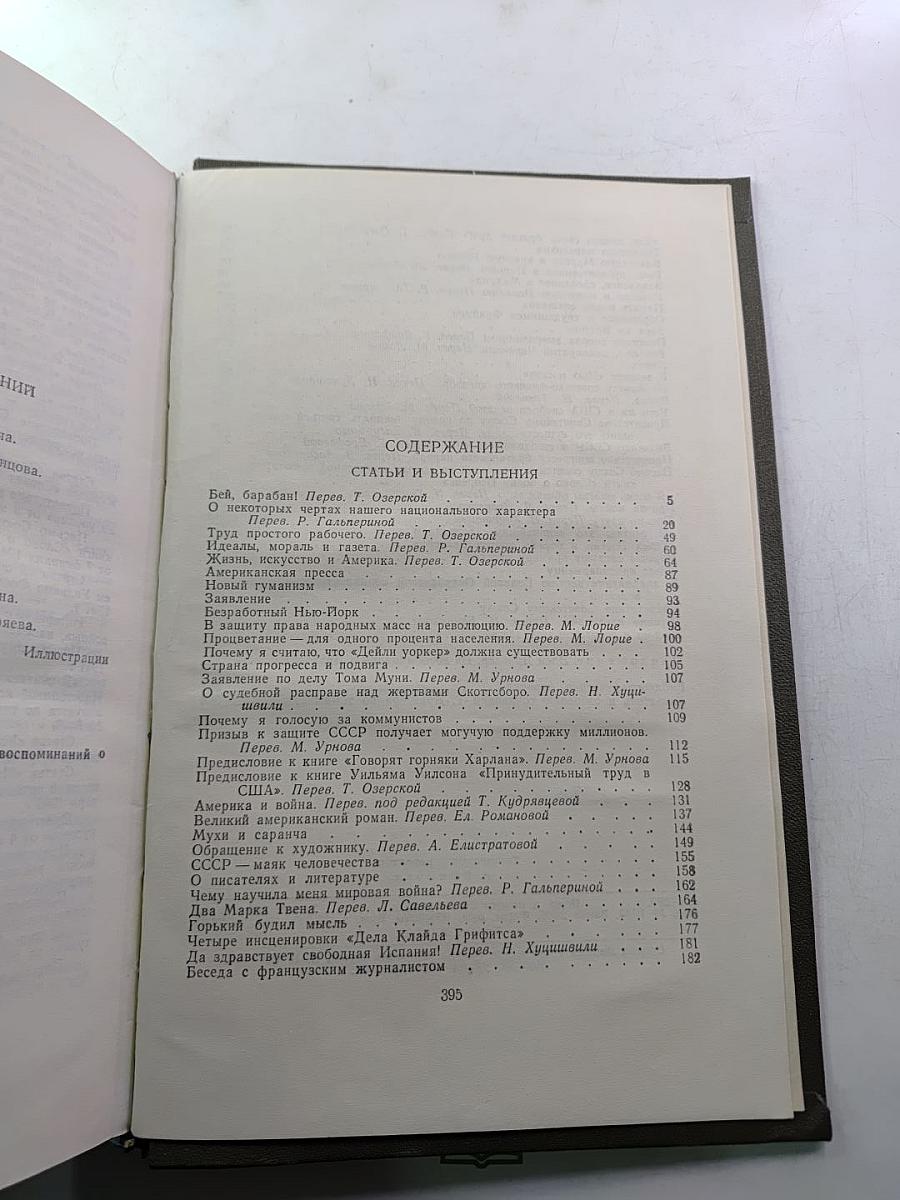 НИЙ
на.
нцова.
на.
ряева.
Иллюстрации
воспоминаний о
СОДЕРЖАНИЕ
СТАТЬИ И ВЫСТУПЛЕНИЯ
Бей, барабан! Перев. Т. Озерской . . . . . . . . . . 5
О некоторых чертах нашего национального характера
Перев. Р. Гальпериной . . . . . . . . . . . 20
Труд простого рабочего. Перев. Т. Озерской . . . . . 49
Идеалы, мораль и газета. Перев. Р. Гальпериной . . . . 60
Жизнь, искусство и Америка. Перев. Т. Озерской . . . . 64
Американская пресса . . . . . . . . . . . . 87
Новый гуманизм . . . . . . . . . . . . . 89
Заявление . . . . . . . . . . . . . . . 93
Безработный Нью-Йорк . . . . . . . . . . . 94
В защиту права народных масс на революцию. Перев. М. Лорие 98
Процветание — для одного процента населения. Перев. М. Лорие . 100
Почему я считаю, что «Дейли уоркер» должна существовать . . . 102
Страна прогресса и подвига . . . . . . . . . . 105
Заявление по делу Тома Муни. Перев. М. Урнова . . . . 107
О судебной расправе над жертвами Скоттсборо. Перев. Н. Хуци-
швили . . . . . . . . . . . . . . . 107
Почему я голосую за коммунистов . . . . . . . . 109
Призыв к защите СССР получает могучую поддержку миллионов.
Перев. М. Урнова . . . . . . . . . . . . 112
Предисловие к книге «Говорят горняки Харлана». Перев. М. Урнова 115
Предисловие к книге Уильяма Уилсона «Принудительный труд в
США». Перев. Т. Озерской . . . . . . . . . 128
Америка и война. Перев. под редакцией Т. Кудрявцевой . . . 131
Великий американский роман. Перев. Ел. Романовой . . . . . 137
Мухи и саранча . . . . . . . . . . . . . . 144
Обращение к художнику. Перев. А. Елистратовой . . . . . 149
СССР — маяк человечества . . . . . . . . . . . 155
О писателях и литературе . . . . . . . . . . . 158
Чему научила меня мировая война? Перев. Р. Гальпериной . . . 162
Два Марка Твена. Перев. Л. Савельева . . . . . . . 164
Горький будил мысль . . . . . . . . . . . . 176
Четыре инсценировки «Дела Клайда Грифитса» . . . . . . 177
Да здравствует свободная Испания! Перев. Н. Хуцишвили . . . 181
Беседа с французским журналистом . . . . . . . . . 182
395